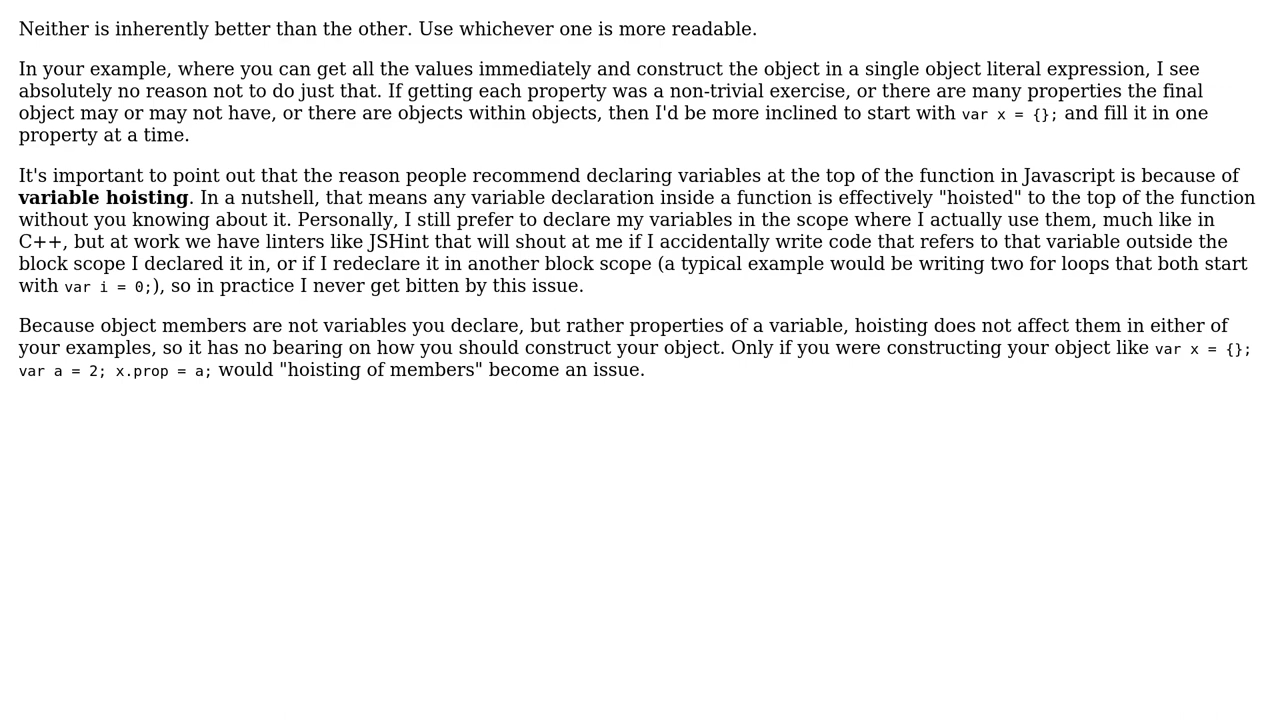 Neither is inherently better than the other. Use whichever one is more readable.
In your example, where you can get all the values immediately and construct the object in a single object literal expression, I see
absolutely no reason not to do just that. If getting each property was a non-trivial exercise, or there are many properties the final
object may or may not have, or there are objects within objects, then I'd be more inclined to start with var x = {}; and fill it in one
property at a time.
It's important to point out that the reason people recommend declaring variables at the top of the function in Javascript is because of
variable hoisting. In a nutshell, that means any variable declaration inside a function is effectively "hoisted" to the top of the function
without you knowing about it. Personally, I still prefer to declare my variables in the scope where I actually use them, much like in
C++, but at work we have linters like JSHint that will shout at me if I accidentally write code that refers to that variable outside the
block scope I declared it in, or if I redeclare it in another block scope (a typical example would be writing two for loops that both start
with var i = 0;), so in practice I never get bitten by this issue.
Because object members are not variables you declare, but rather properties of a variable, hoisting does not affect them in either of
your examples, so it has no bearing on how you should construct your object. Only if you were constructing your object like var x = {};
var a = 2; x.prop = a; would "hoisting of members" become an issue.